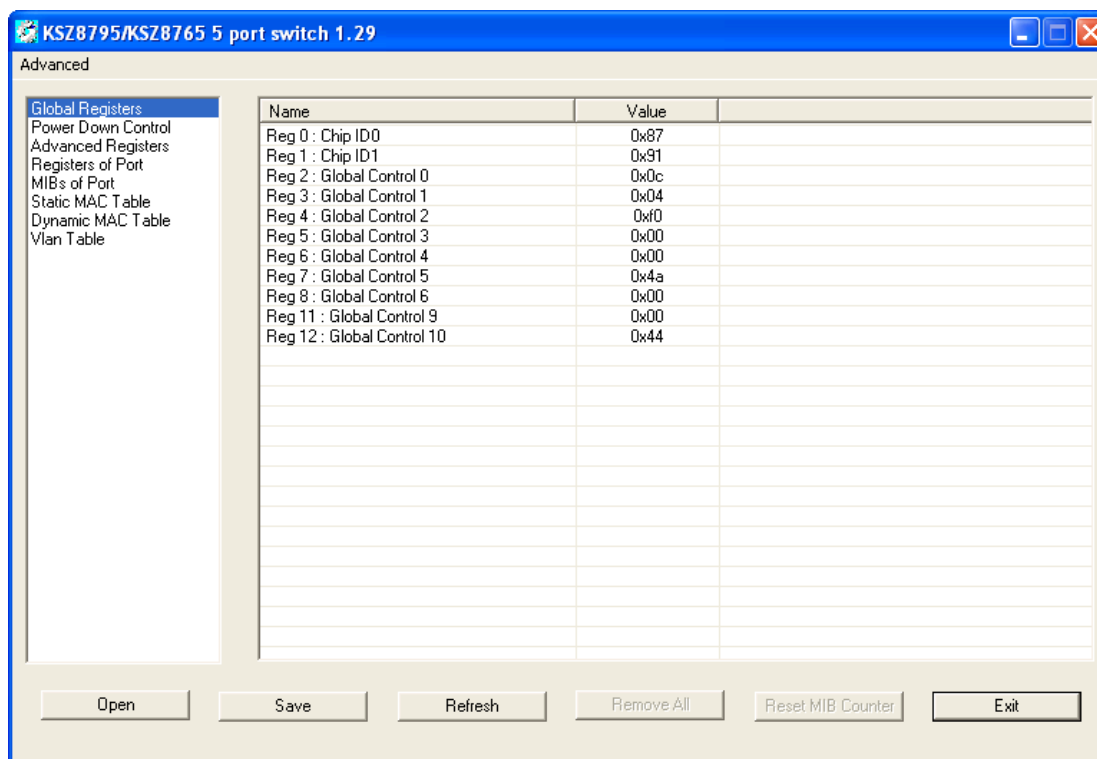 KSZ8795/KSZ8765 5 port switch 1.29
Advanced
Global Registers
Power Down Control
Advanced Registers
Registers of Port
MIBs of Port
Static MAC Table
Dynamic MAC Table
Vlan Table
Name Value
Reg 0 : Chip ID0 0x87
Reg 1 : Chip ID1 0x91
Reg 2 : Global Control 0 0x0c
Reg 3 : Global Control 1 0x04
Reg 4 : Global Control 2 0xf0
Reg 5 : Global Control 3 0x00
Reg 6 : Global Control 4 0x00
Reg 7 : Global Control 5 0x4a
Reg 8 : Global Control 6 0x00
Reg 11 : Global Control 9 0x00
Reg 12 : Global Control 10 0x44
Open Save Refresh Remove All Reset MIB Counter Exit